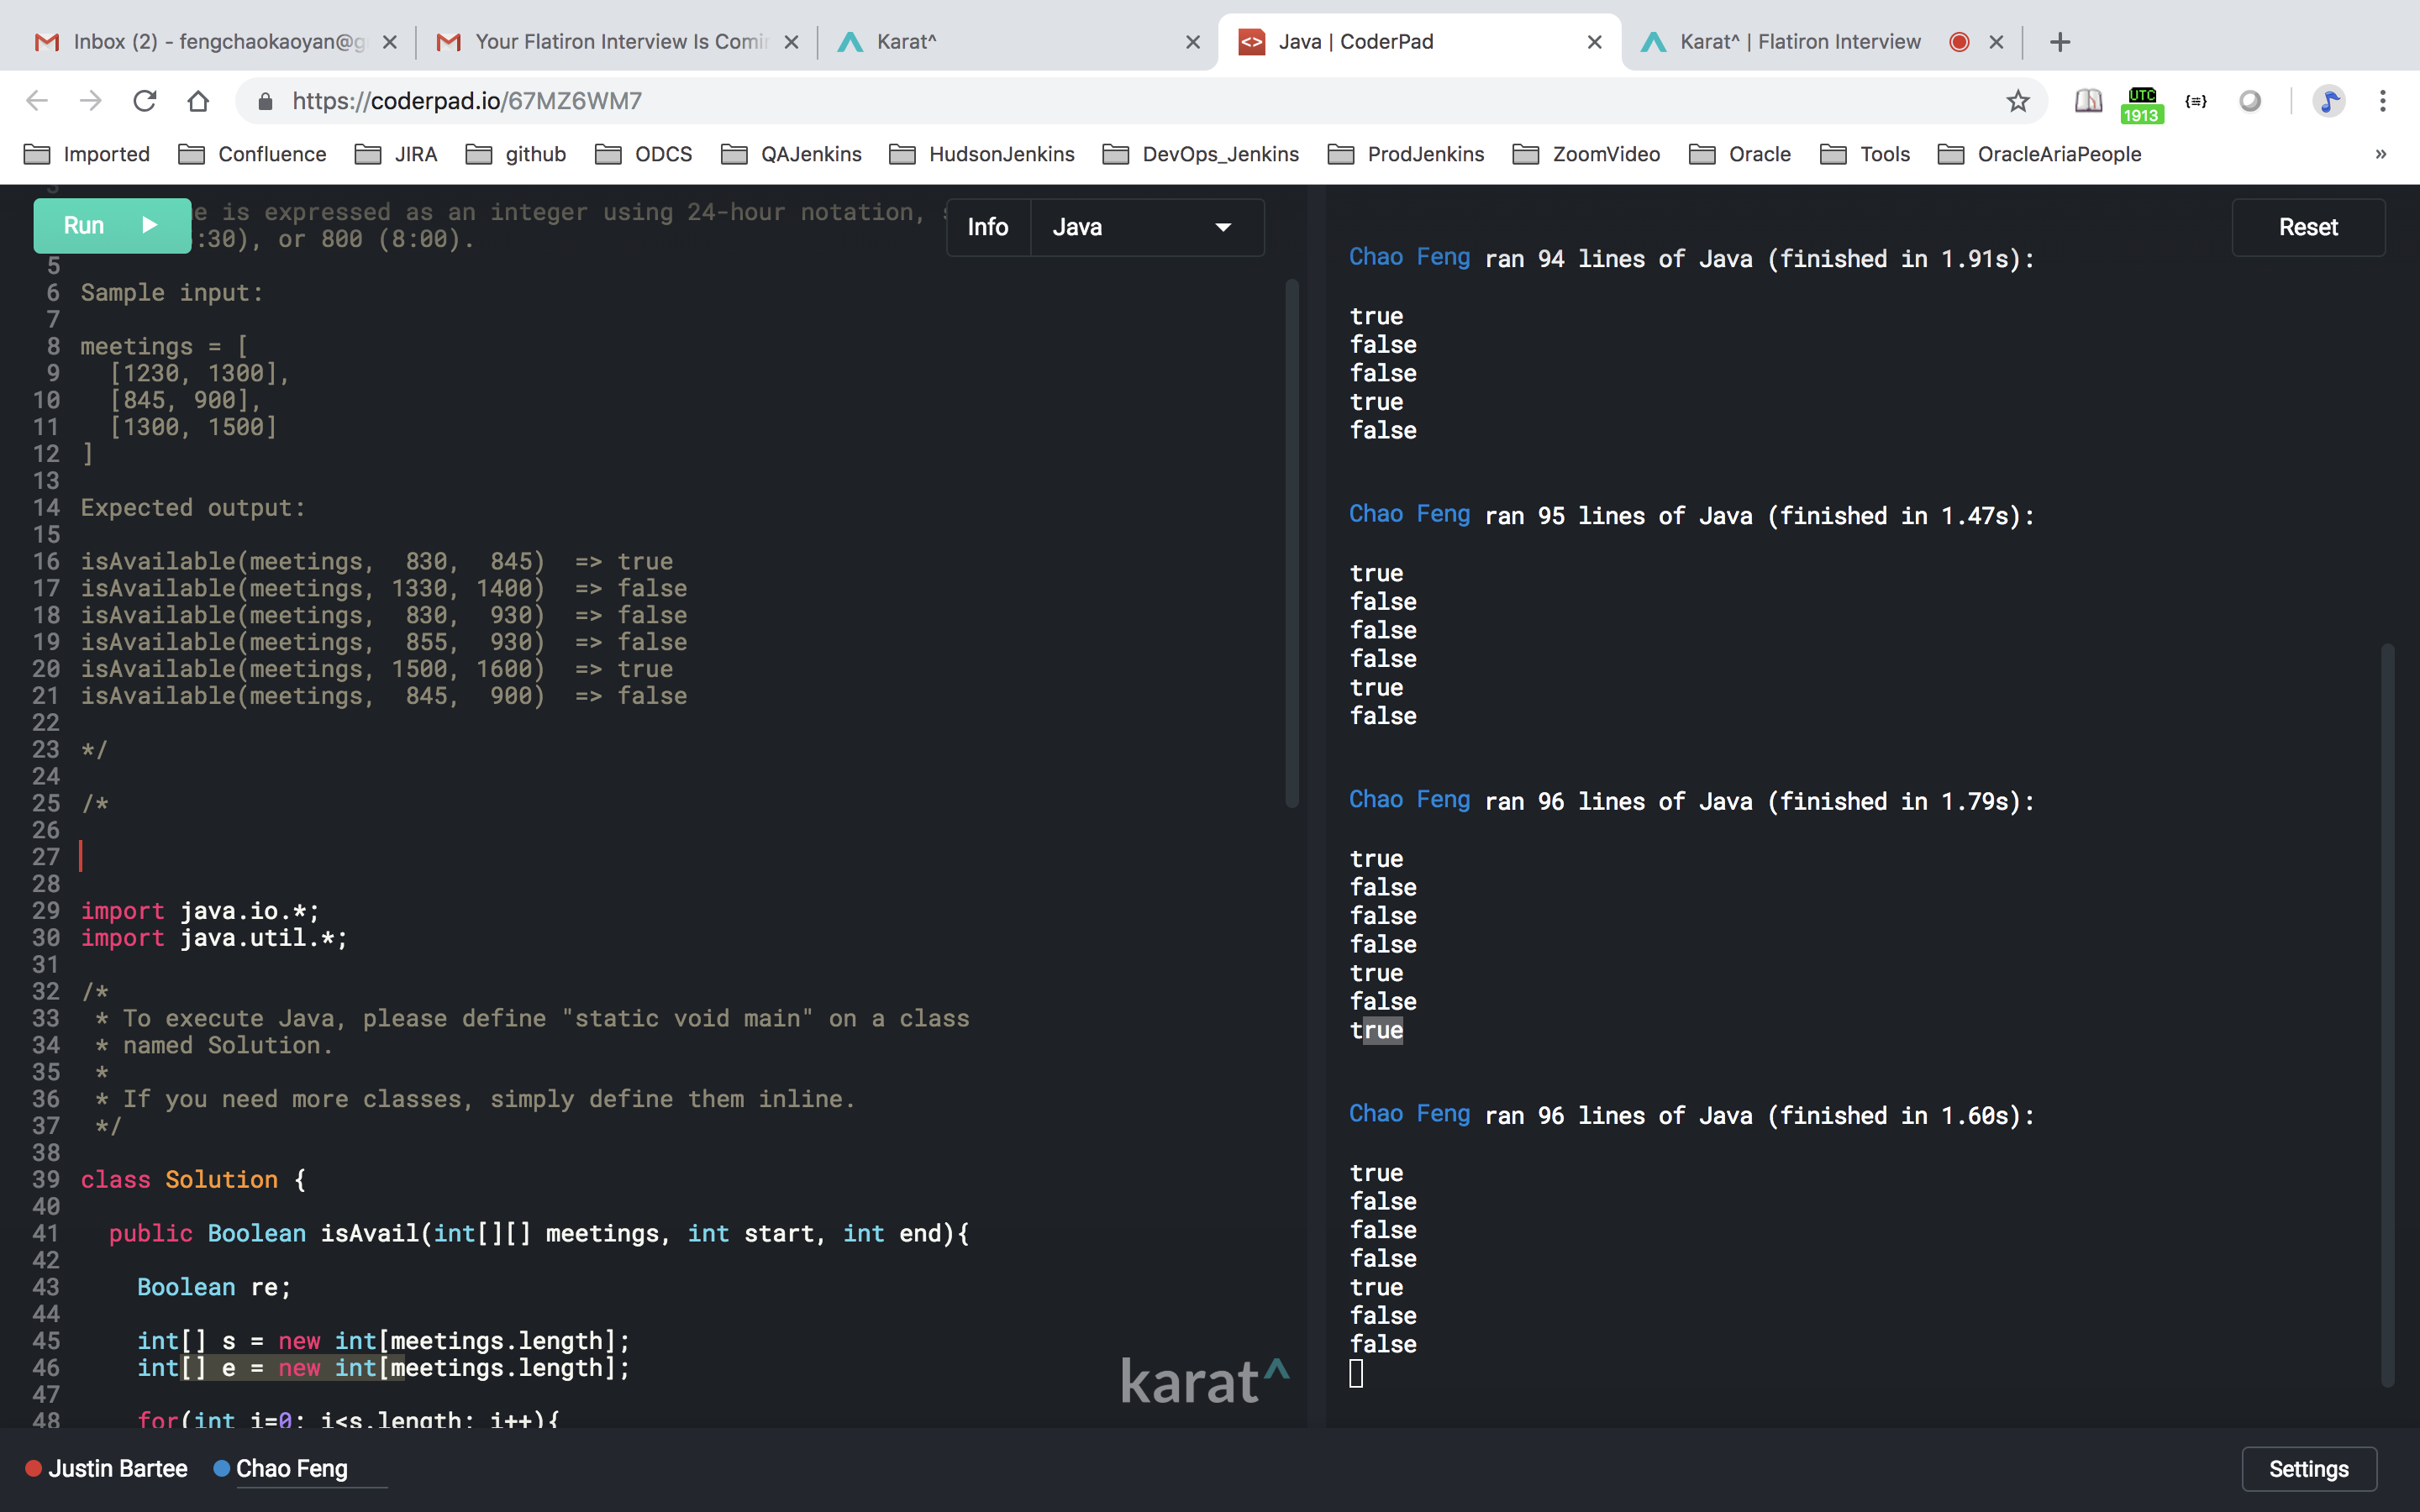 Inbox (2) - fengchaokaoyan@g
Your Flatiron Interview Is Comin
Karat^
Java | CoderPad
Karat^ | Flatiron Interview
https://coderpad.io/67MZ6WM7
UTC
1913
Imported
Confluence
JIRA
github
ODCS
QAJenkins
HudsonJenkins
DevOps_Jenkins
ProdJenkins
ZoomVideo
Oracle
Tools
OracleAriaPeople
»
Run
Info
Java
e is expressed as an integer using 24-hour notation,
:30), or 800 (8:00).
5
6 Sample input:
7
8 meetings = [
9 [1230, 1300],
10 [845, 900],
11 [1300, 1500]
12 ]
13
14 Expected output:
15
16 isAvailable(meetings, 830, 845) => true
17 isAvailable(meetings, 1330, 1400) => false
18 isAvailable(meetings, 830, 930) => false
19 isAvailable(meetings, 855, 930) => false
20 isAvailable(meetings, 1500, 1600) => true
21 isAvailable(meetings, 845, 900) => false
22
23 */
24
25 /*
26
27
28
29 import java.io.*;
30 import java.util.*;
31
32 /*
33 * To execute Java, please define "static void main" on a class
34 * named Solution.
35 *
36 * If you need more classes, simply define them inline.
37 */
38
39 class Solution {
40
41 public Boolean isAvail(int[][] meetings, int start, int end){
42
43 Boolean re;
44
45 int[] s = new int[meetings.length];
46 int[] e = new int[meetings.length];
47
48 for(int i=0; i<s.length; i++){
karat^
Reset
Chao Feng ran 94 lines of Java (finished in 1.91s):
true
false
false
true
false
Chao Feng ran 95 lines of Java (finished in 1.47s):
true
false
false
false
true
false
Chao Feng ran 96 lines of Java (finished in 1.79s):
true
false
false
false
true
false
true
Chao Feng ran 96 lines of Java (finished in 1.60s):
true
false
false
false
true
false
false
Justin Bartee
Chao Feng
Settings